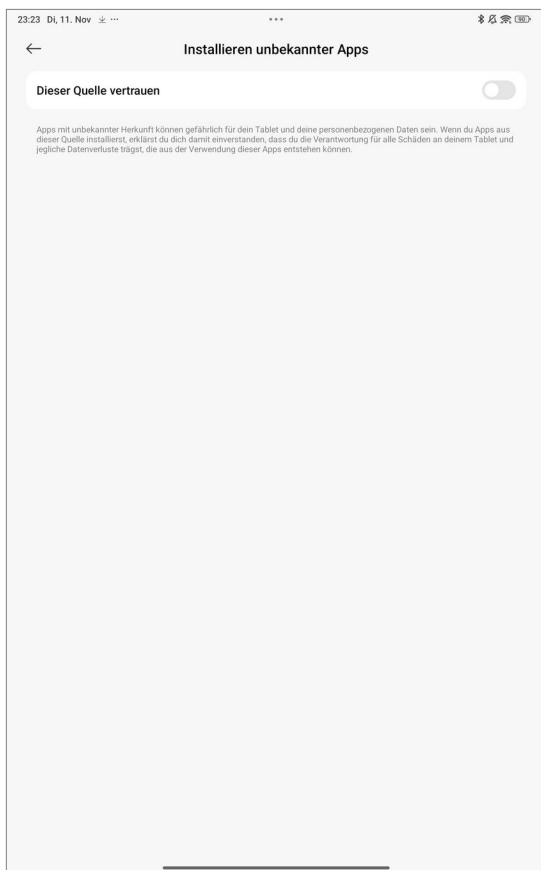 23:23 Di, 11. Nov ...
Installieren unbekannter Apps
Dieser Quelle vertrauen
Apps mit unbekannter Herkunft können gefährlich für dein Tablet und deine personenbezogenen Daten sein. Wenn du Apps aus
dieser Quelle installierst, erklärst du dich damit einverstanden, dass du die Verantwortung für alle Schäden an deinem Tablet und
jegliche Datenverluste trägst, die aus der Verwendung dieser Apps entstehen können.